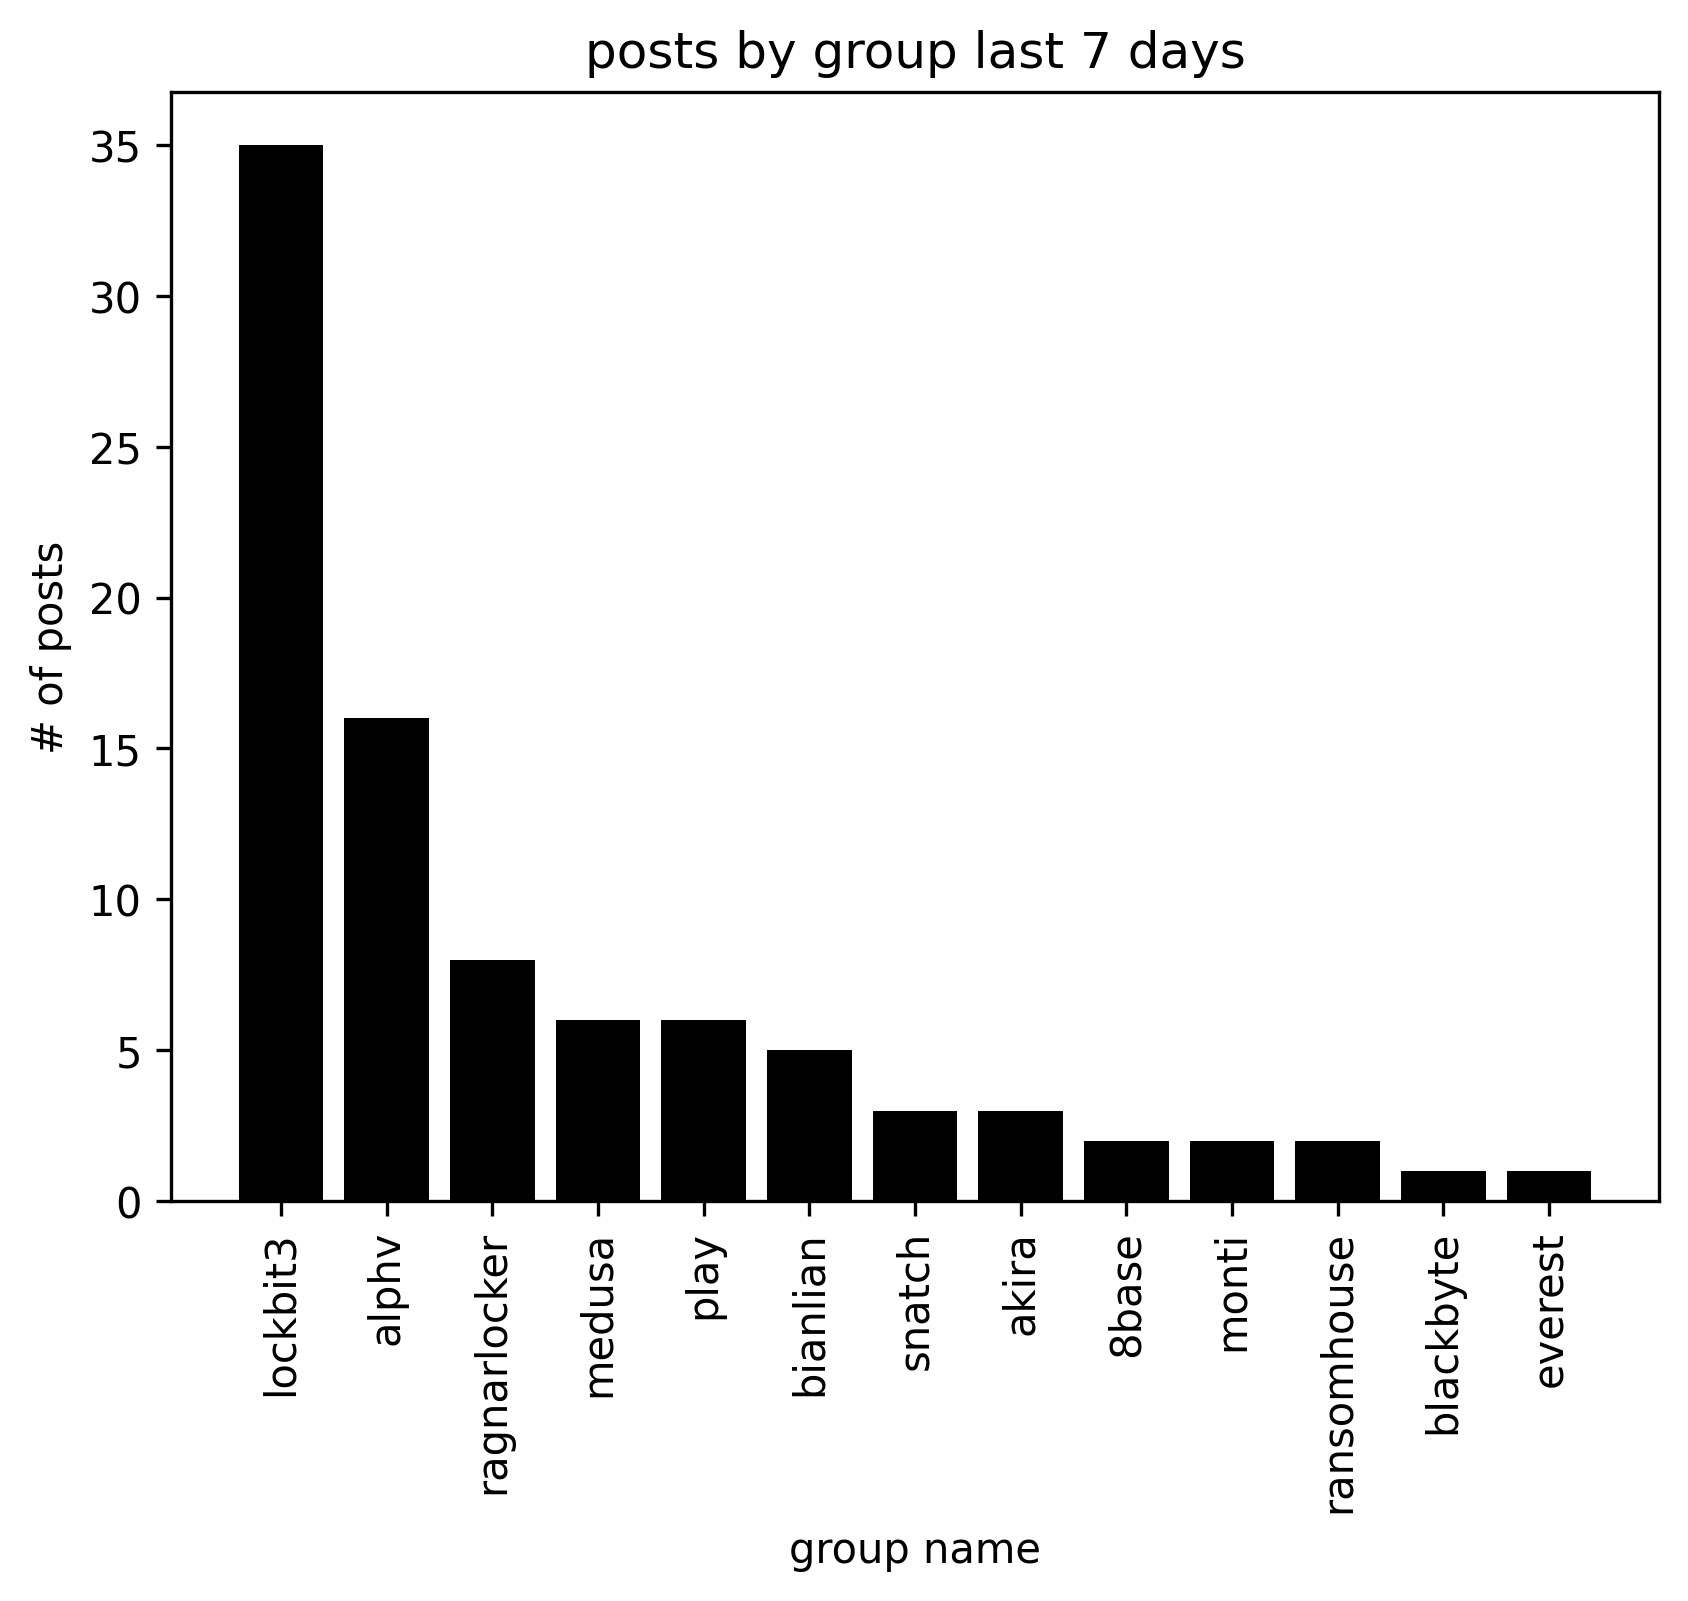 posts by group last 7 days
35
30
25
20
15
10
5
0
# of posts
lockbit3
alphv
ragnarlocker
medusa
play
bianlian
snatch
akira
8base
monti
ransomhouse
blackbyte
everest
group name